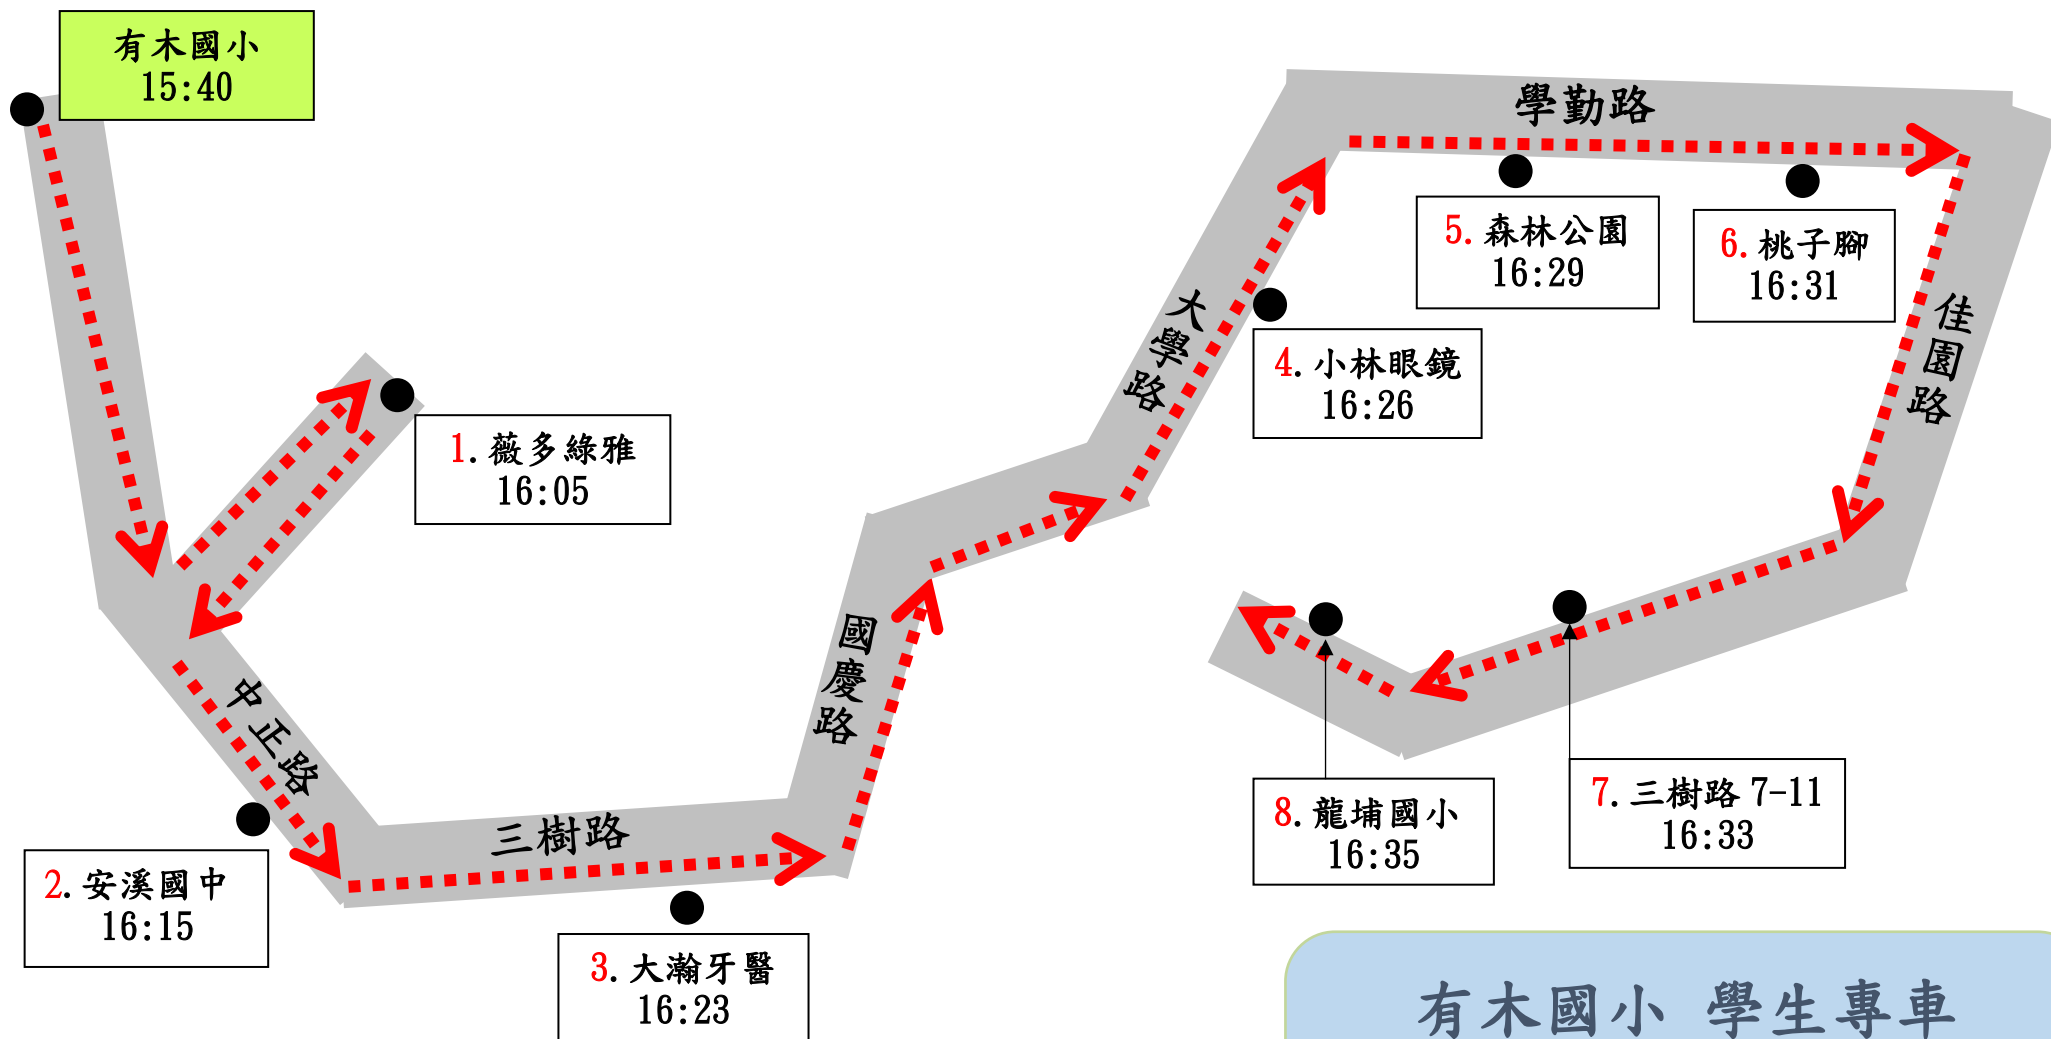 有木國小
15:40
學勤路
5.森林公園
16:29
6.桃子腳
16:31
大學路
佳園路
4.小林眼鏡
16:26
1.薇多綠雅
16:05
國慶路
中正路
三樹路
8.龍埔國小
16:35
7.三樹路 7-11
16:33
2.安溪國中
16:15
3.大瀚牙醫
16:23
有木國小 學生專車